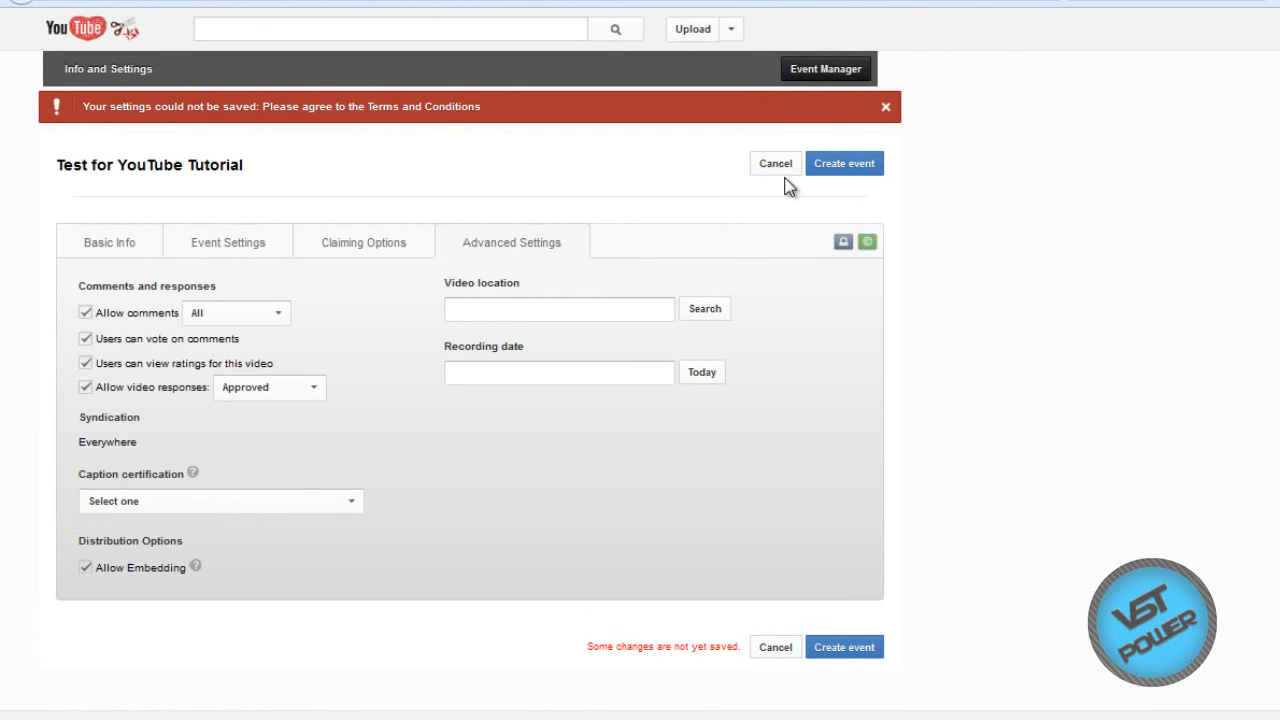 YouTube
Upload
Info and Settings
Event Manager
! Your settings could not be saved: Please agree to the Terms and Conditions
Test for YouTube Tutorial
Cancel Create event
Basic Info Event Settings Claiming Options Advanced Settings
Comments and responses
Allow comments All
Users can vote on comments
Users can view ratings for this video
Allow video responses: Approved
Syndication
Everywhere
Caption certification ?
Select one
Distribution Options
Allow Embedding ?
Video location
Search
Recording date
Today
Some changes are not yet saved. Cancel Create event
VST
POWER